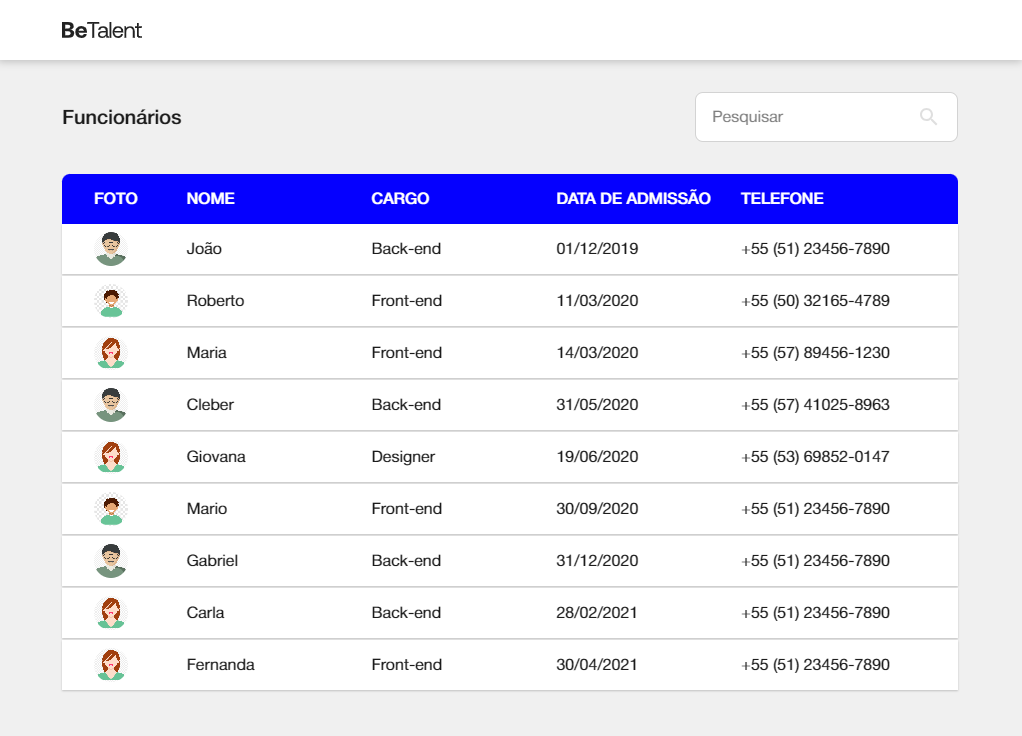 BeTalent
Funcionários
Pesquisar
FOTO NOME CARGO DATA DE ADMISSÃO TELEFONE
João Back-end 01/12/2019 +55 (51) 23456-7890
Roberto Front-end 11/03/2020 +55 (50) 32165-4789
Maria Front-end 14/03/2020 +55 (57) 89456-1230
Cleber Back-end 31/05/2020 +55 (57) 41025-8963
Giovana Designer 19/06/2020 +55 (53) 69852-0147
Mario Front-end 30/09/2020 +55 (51) 23456-7890
Gabriel Back-end 31/12/2020 +55 (51) 23456-7890
Carla Back-end 28/02/2021 +55 (51) 23456-7890
Fernanda Front-end 30/04/2021 +55 (51) 23456-7890